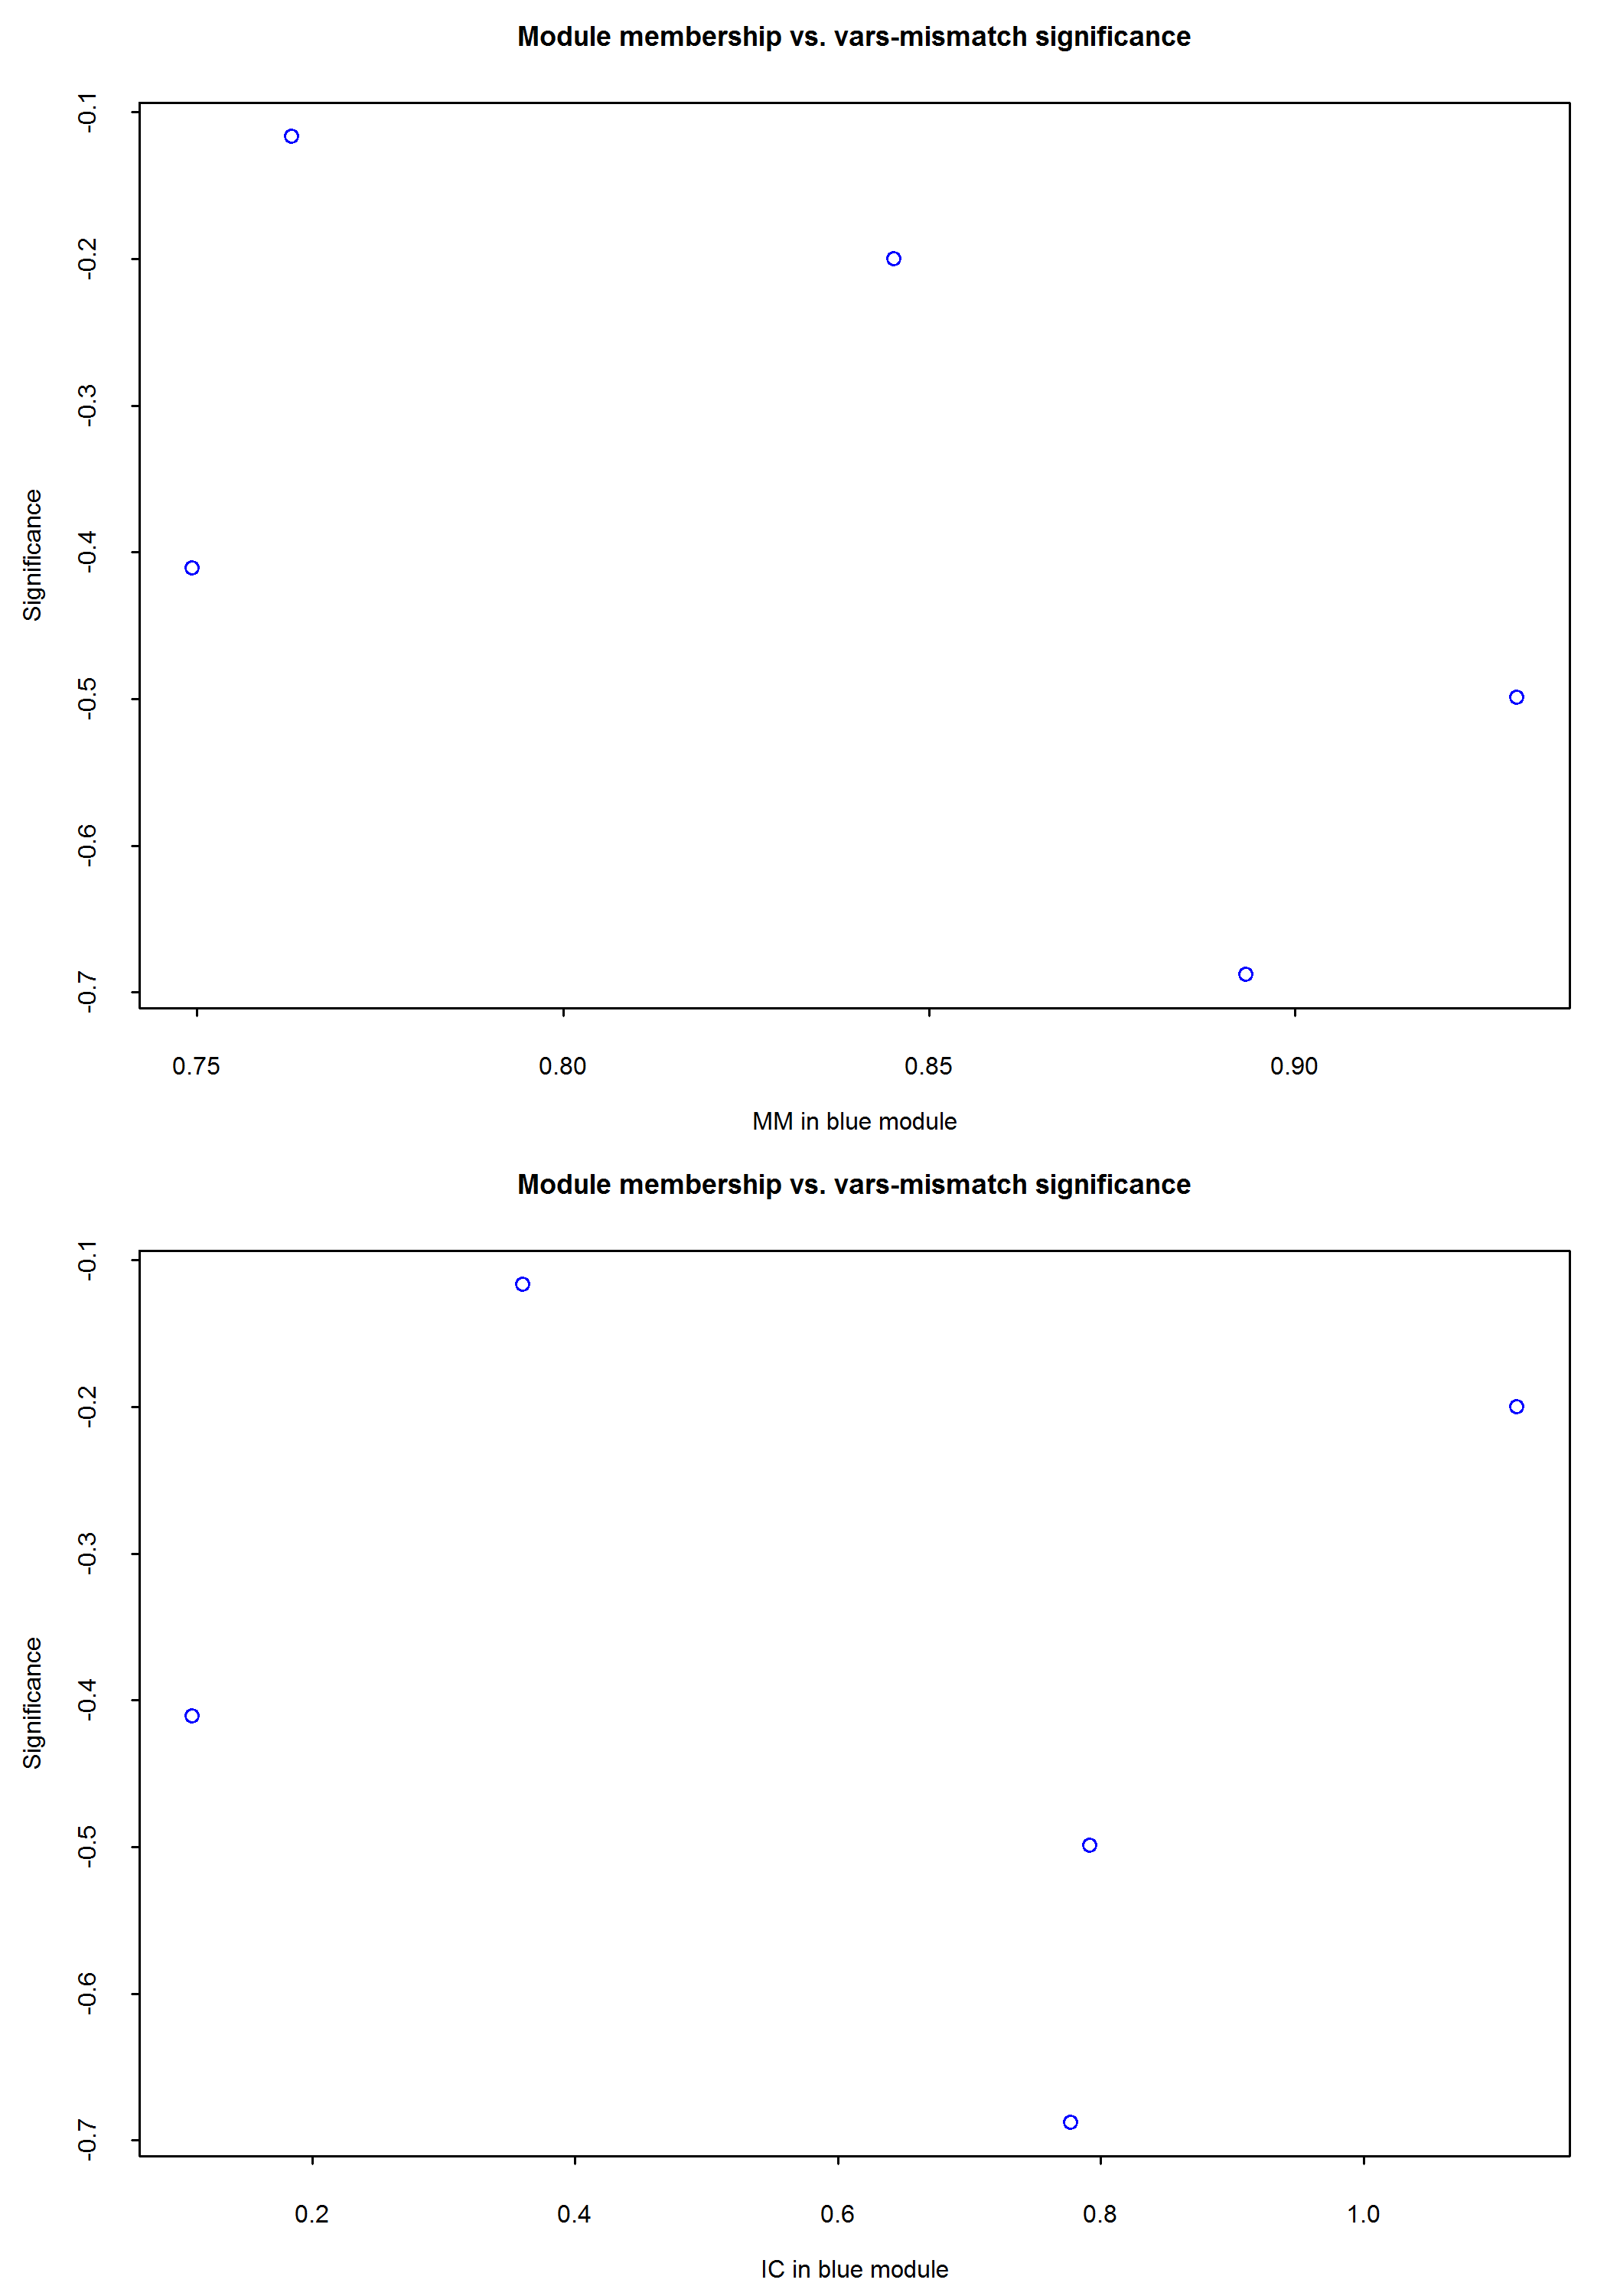 Module membership vs. vars-mismatch significance
-0.1
-0.2
-0.3
-0.4
-0.5
-0.6
-0.7
Significance
0.75 0.80 0.85 0.90
MM in blue module
Module membership vs. vars-mismatch significance
-0.1
-0.2
-0.3
-0.4
-0.5
-0.6
-0.7
Significance
0.2 0.4 0.6 0.8 1.0
IC in blue module